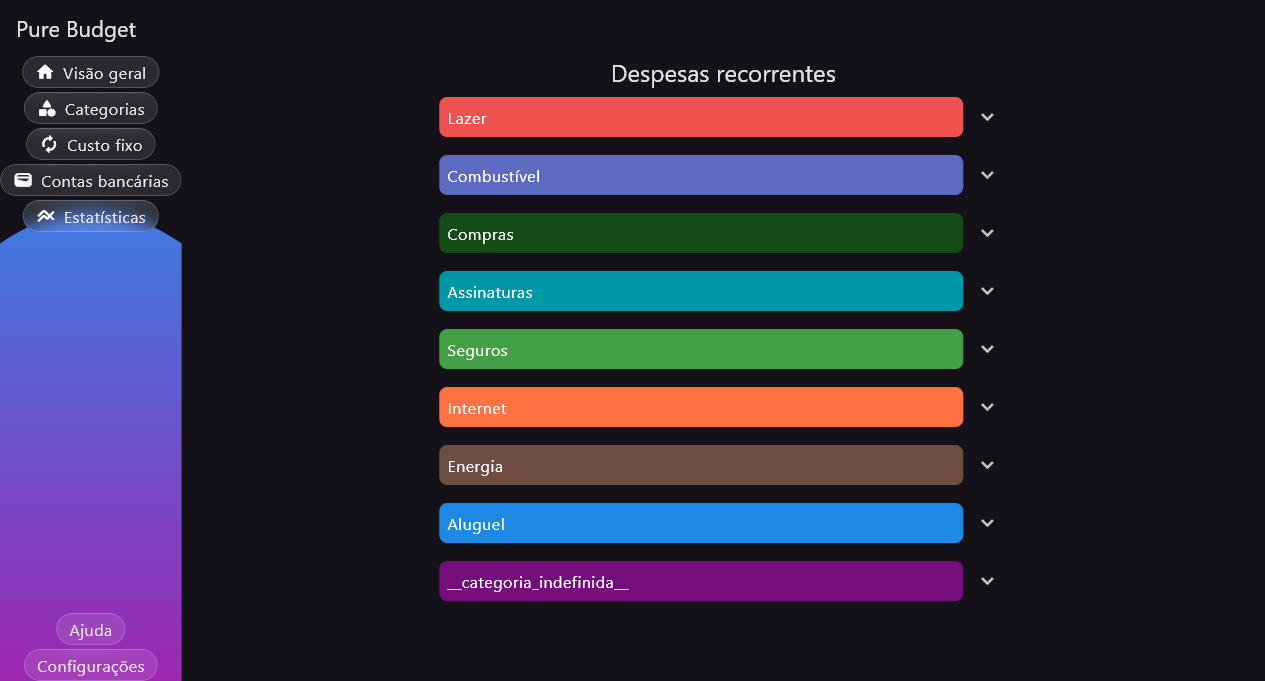 Pure Budget
Visão geral
Categorias
Custo fixo
Contas bancárias
Estatísticas
Ajuda
Configurações
Despesas recorrentes
Lazer
Combustível
Compras
Assinaturas
Seguros
Internet
Energia
Aluguel
__categoria_indefinida__